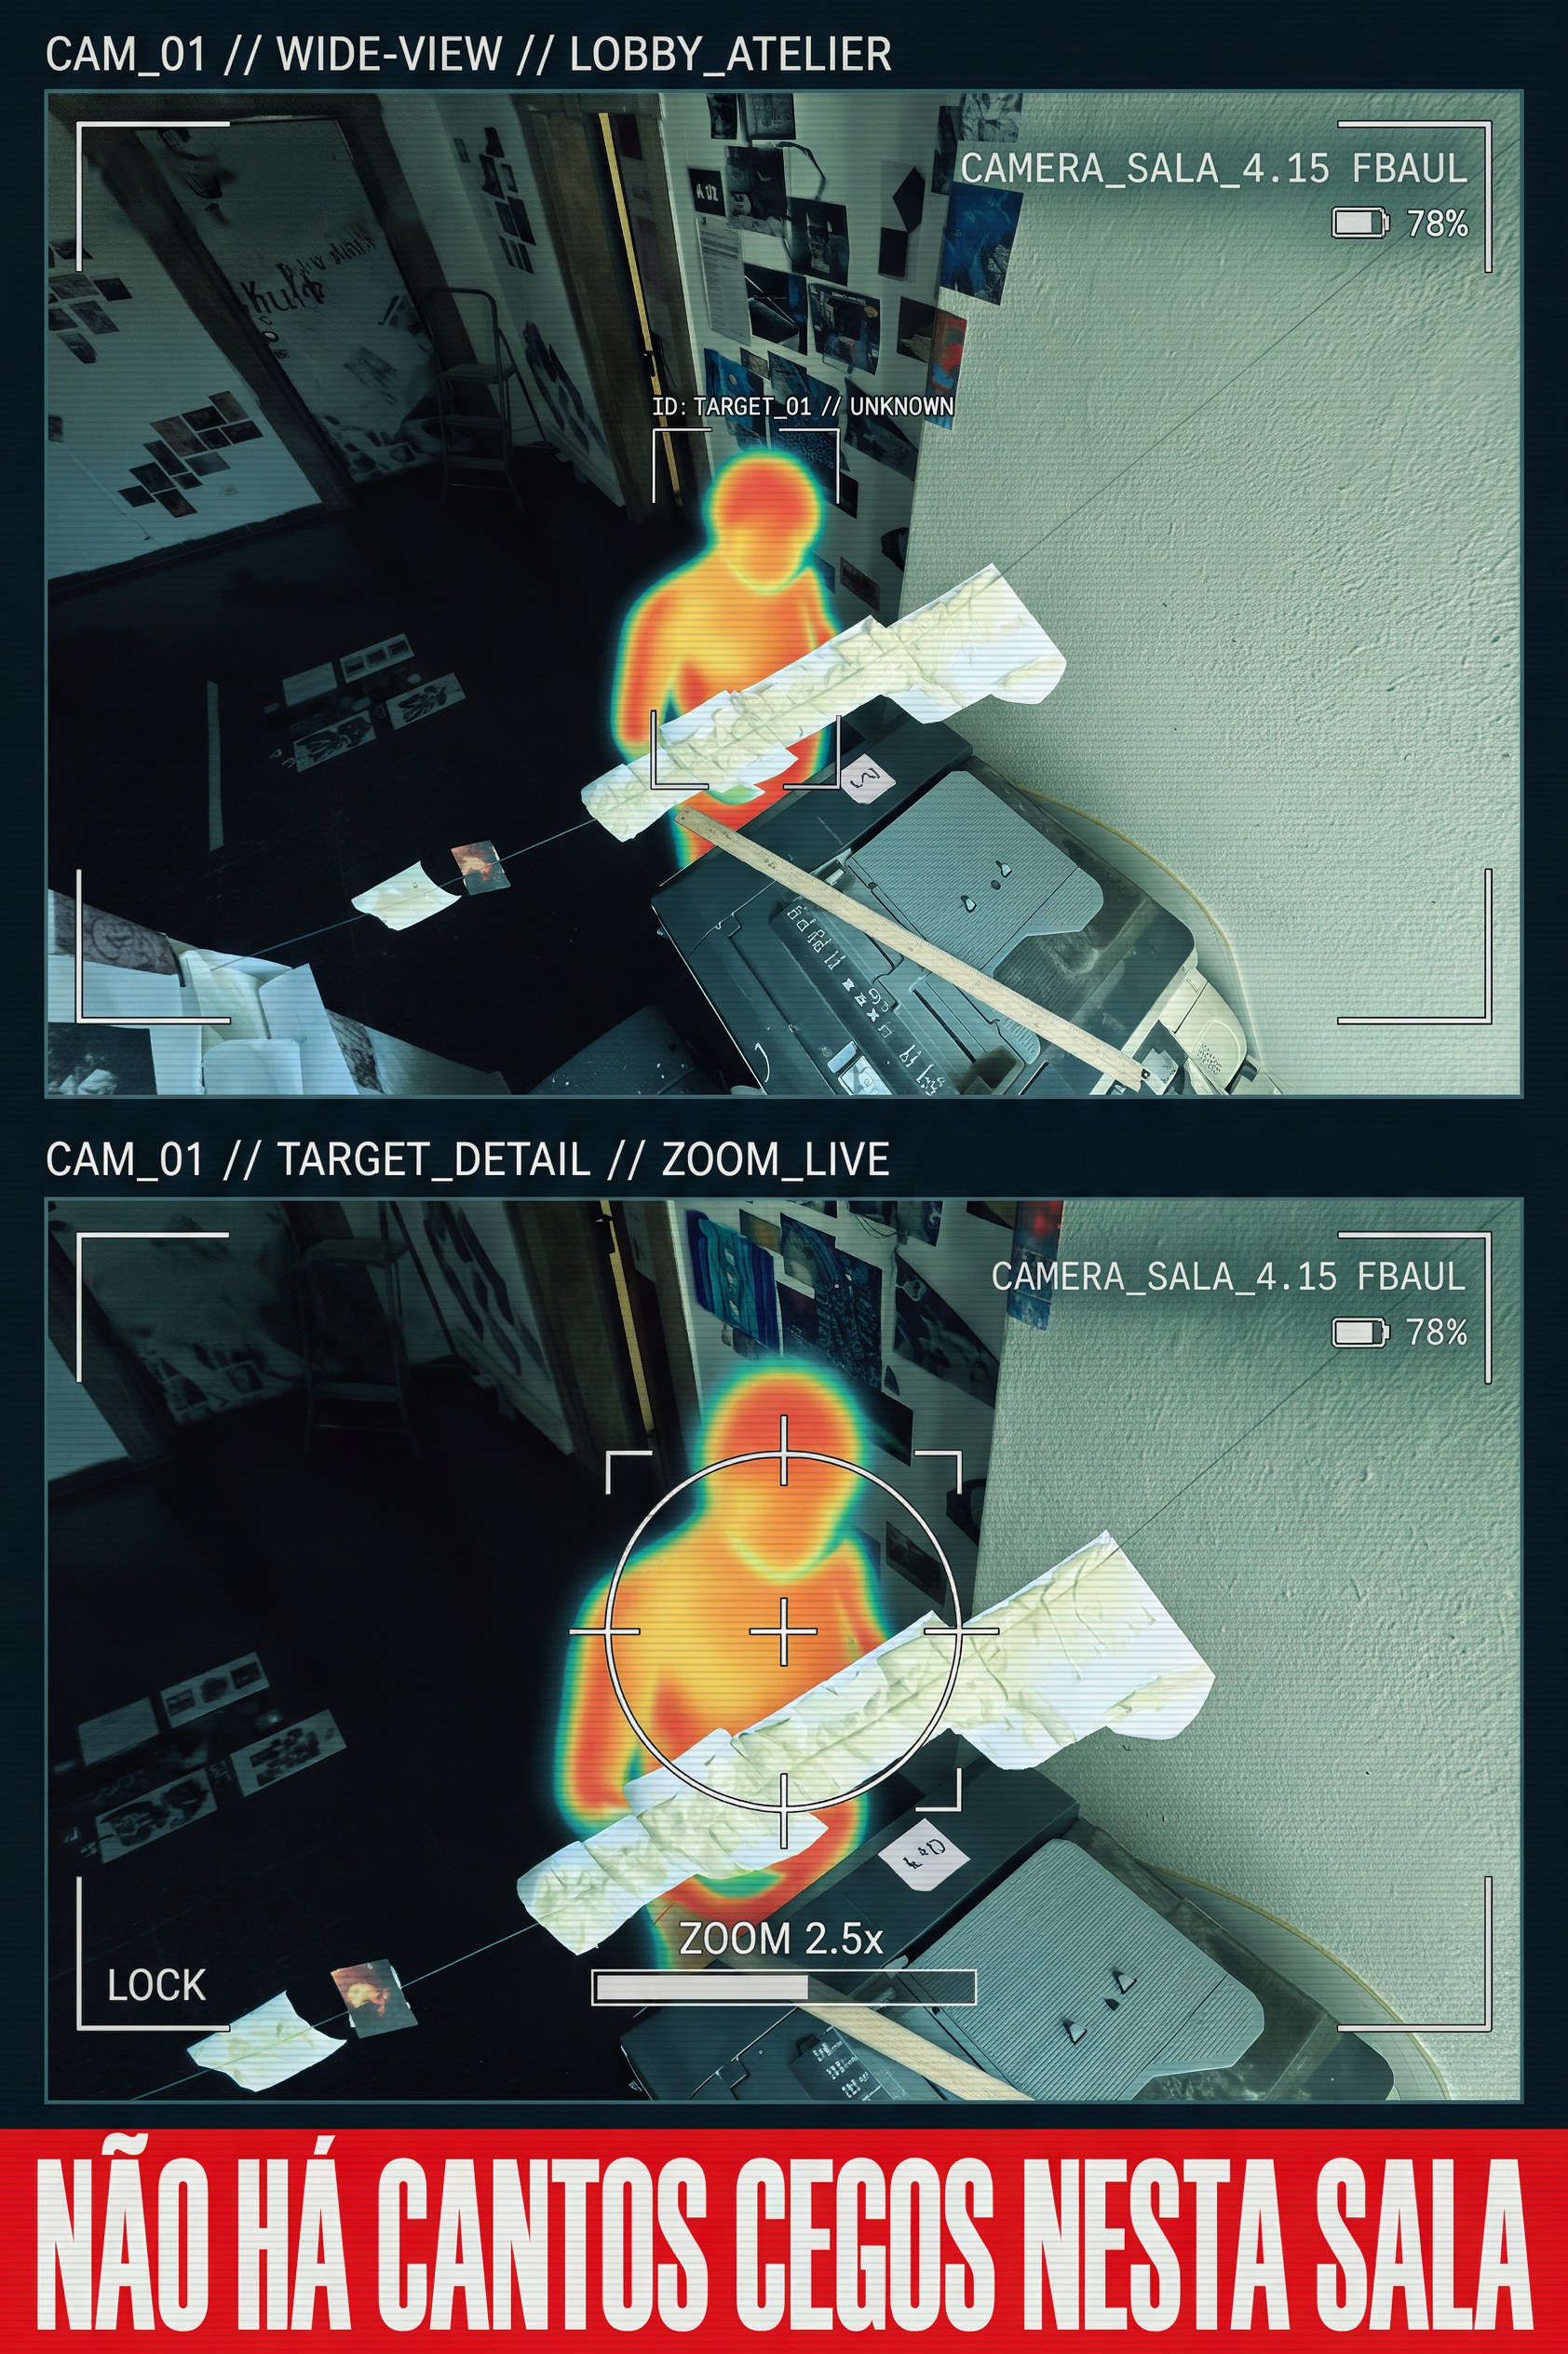 CAM_01 // WIDE-VIEW // LOBBY_ATELIER
CAMERA_SALA_4.15 FBAUL
78%
ID: TARGET_01 // UNKNOWN
CAM_01 // TARGET_DETAIL // ZOOM_LIVE
CAMERA_SALA_4.15 FBAUL
78%
ZOOM 2.5x
LOCK
NÃO HÁ CANTOS CEGOS NESTA SALA